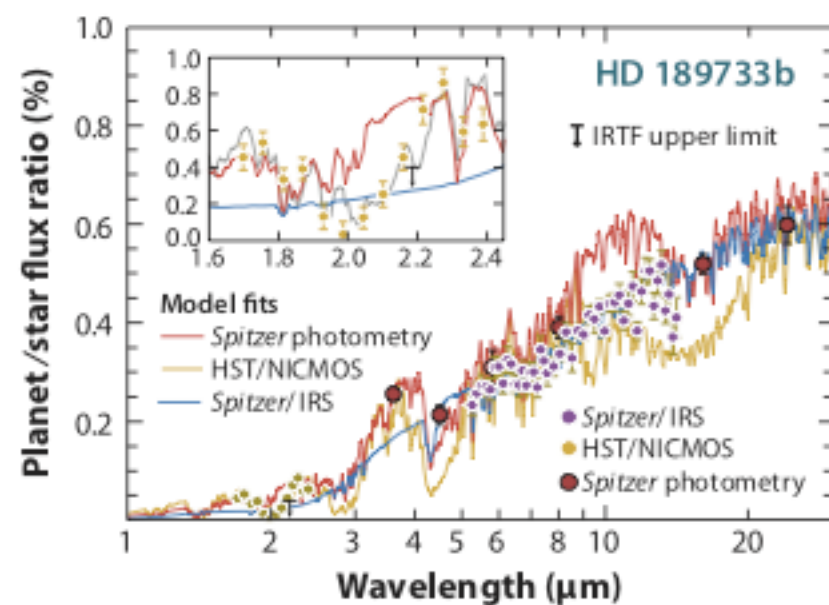 1.0
0.8
0.6
0.4
0.2
Planet/star flux ratio (%)
1.0
0.8
0.6
0.4
0.2
0.0
1.6
1.8
2.0
2.2
2.4
HD 189733b
IRTF upper limit
Model fits
Spitzer photometry
HST/NICMOS
Spitzer/IRS
Spitzer/IRS
HST/NICMOS
Spitzer photometry
1 2 3 4 5 6 8 10 20
Wavelength (μm)